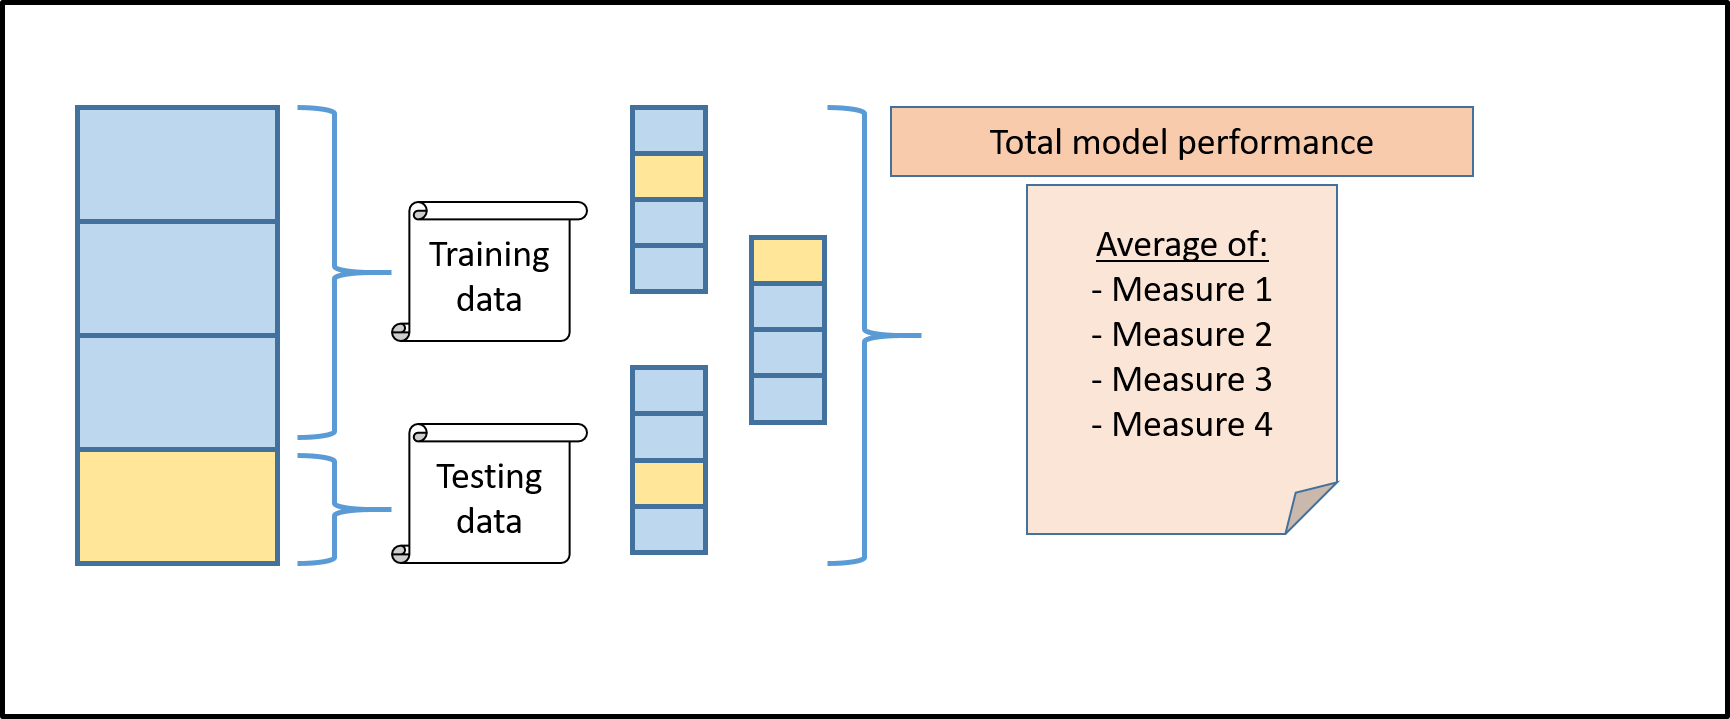 Training
data
Testing
data
Total model performance
Average of:
- Measure 1
- Measure 2
- Measure 3
- Measure 4